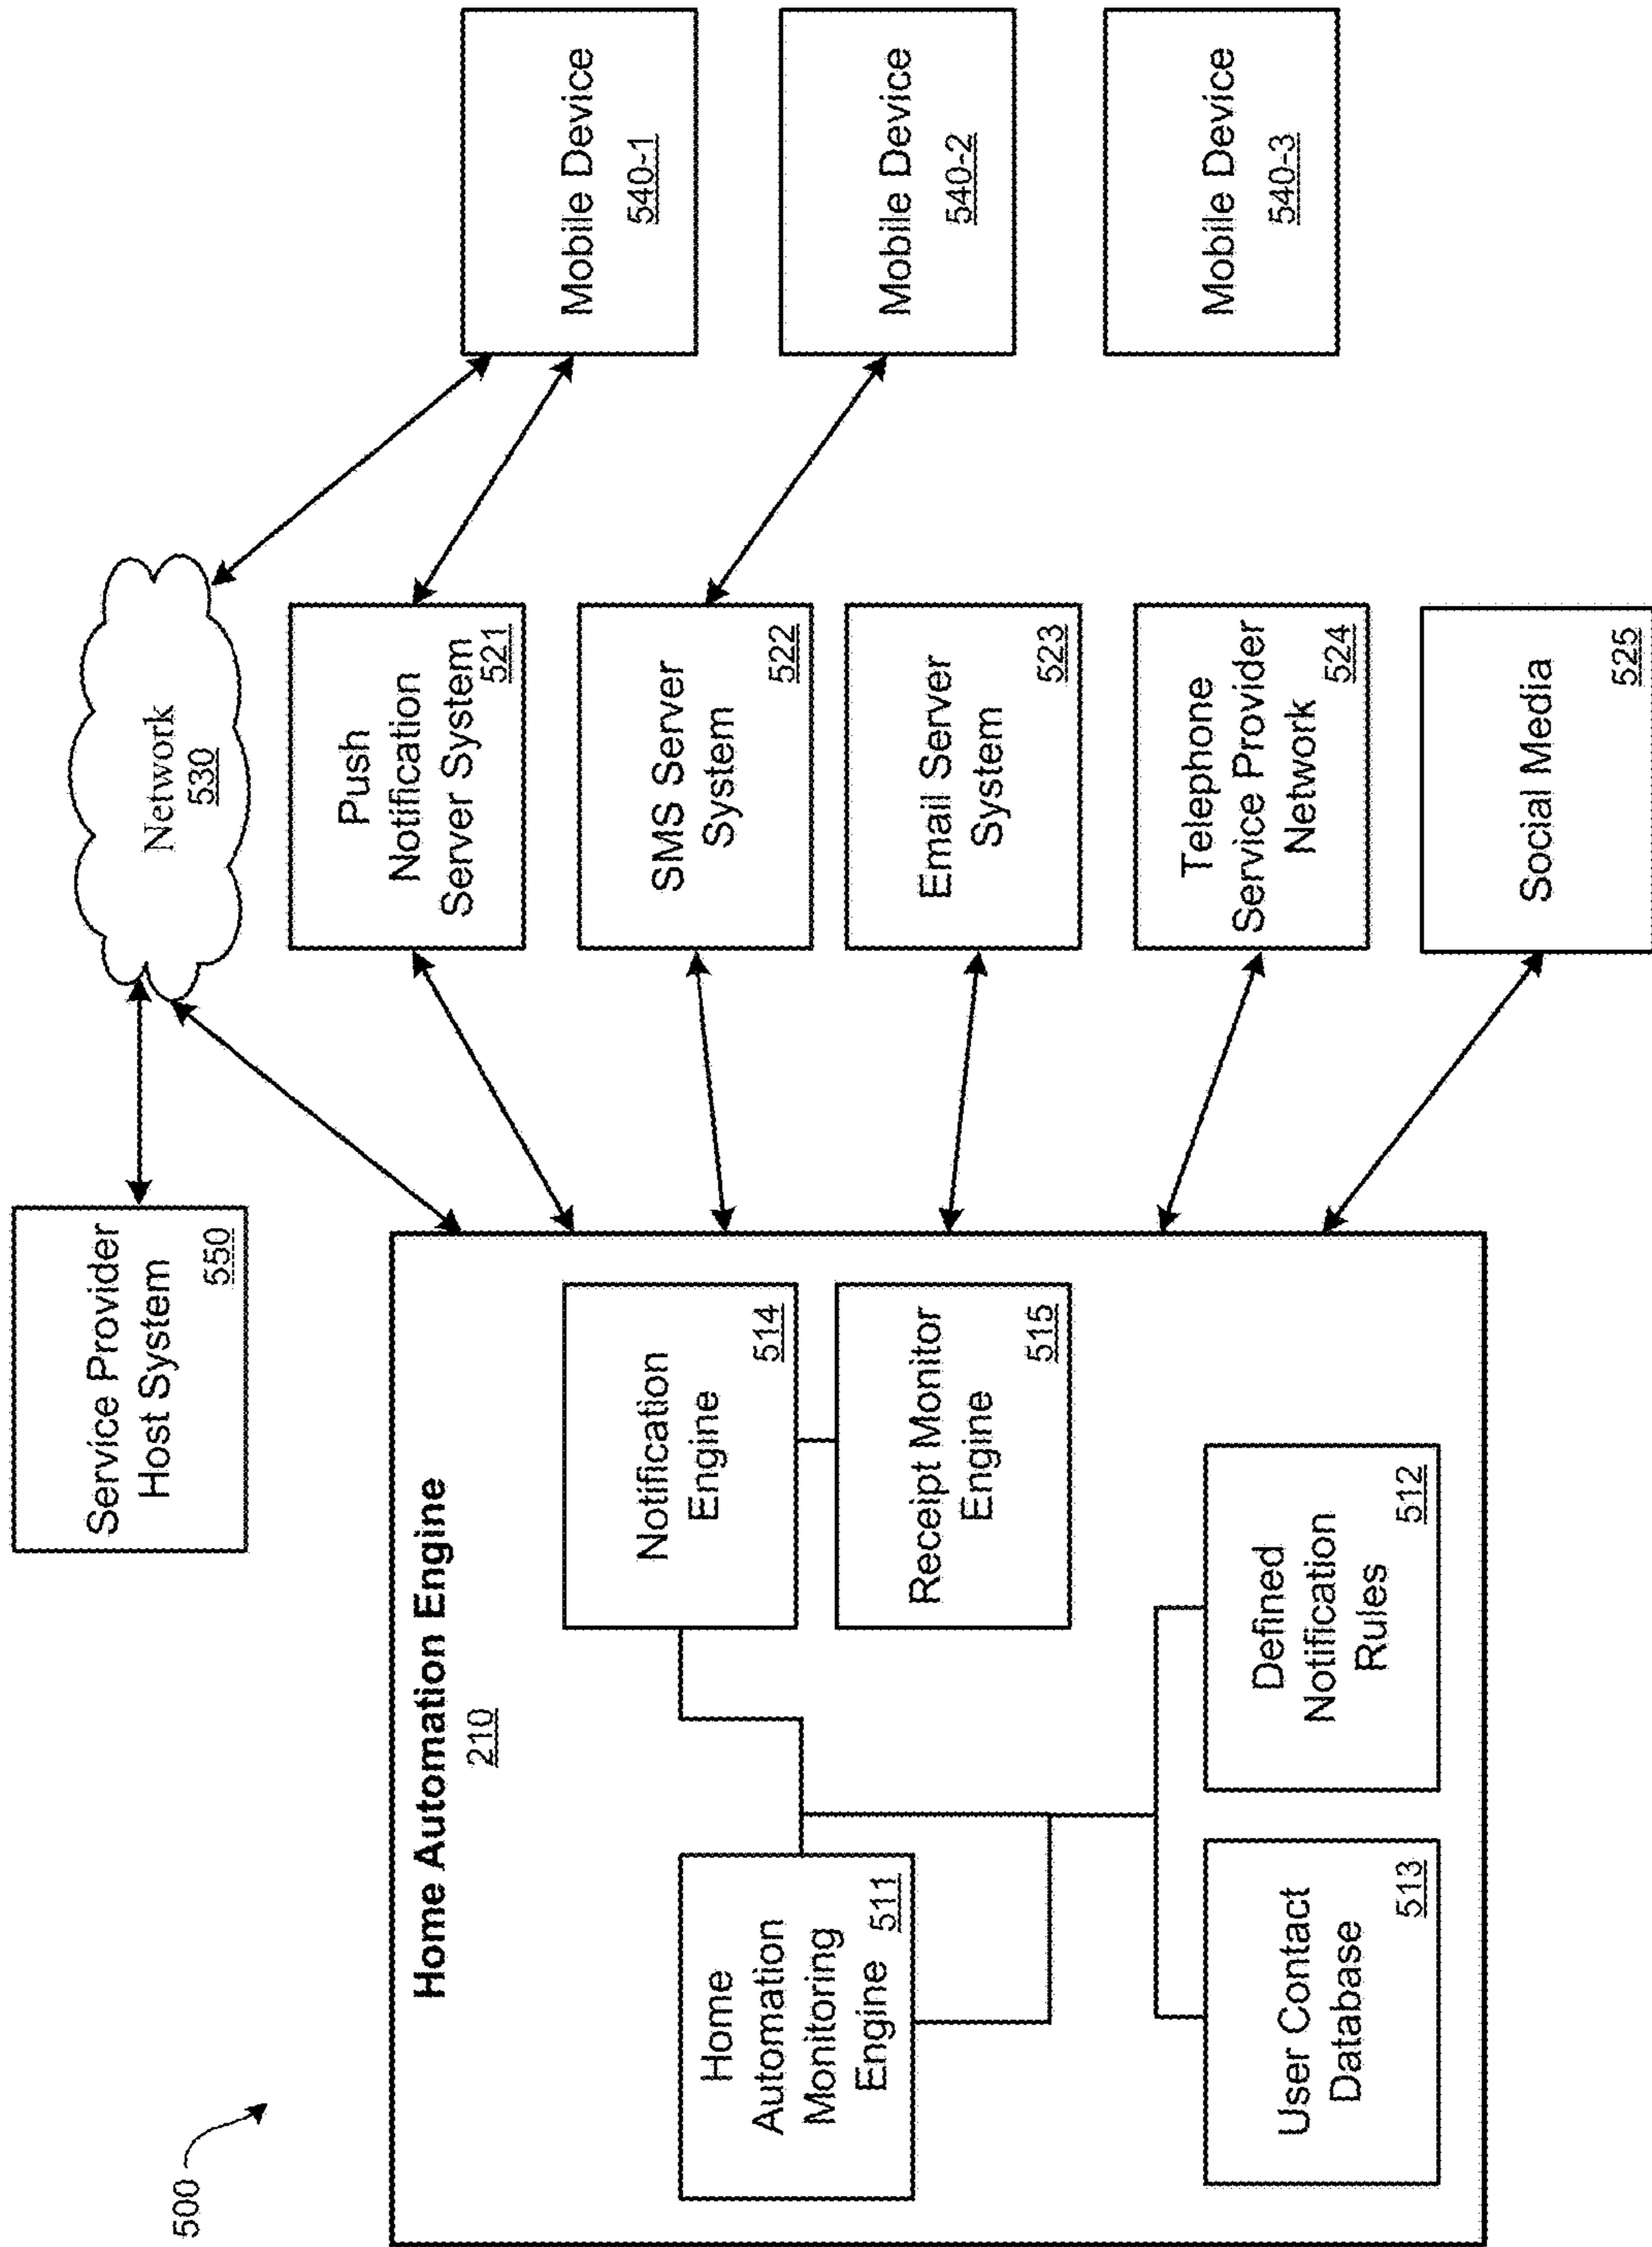 500
Service Provider
Host System
550
Network
530
Home Automation Engine
210
Home
Automation
Monitoring
Engine
511
Notification
Engine
514
Receipt Monitor
Engine
515
User Contact
Database
513
Defined
Notification
Rules
512
Push
Notification
Server System
521
SMS Server
System
522
Email Server
System
523
Telephone
Service Provider
Network
524
Social Media
525
Mobile Device
540-1
Mobile Device
540-2
Mobile Device
540-3